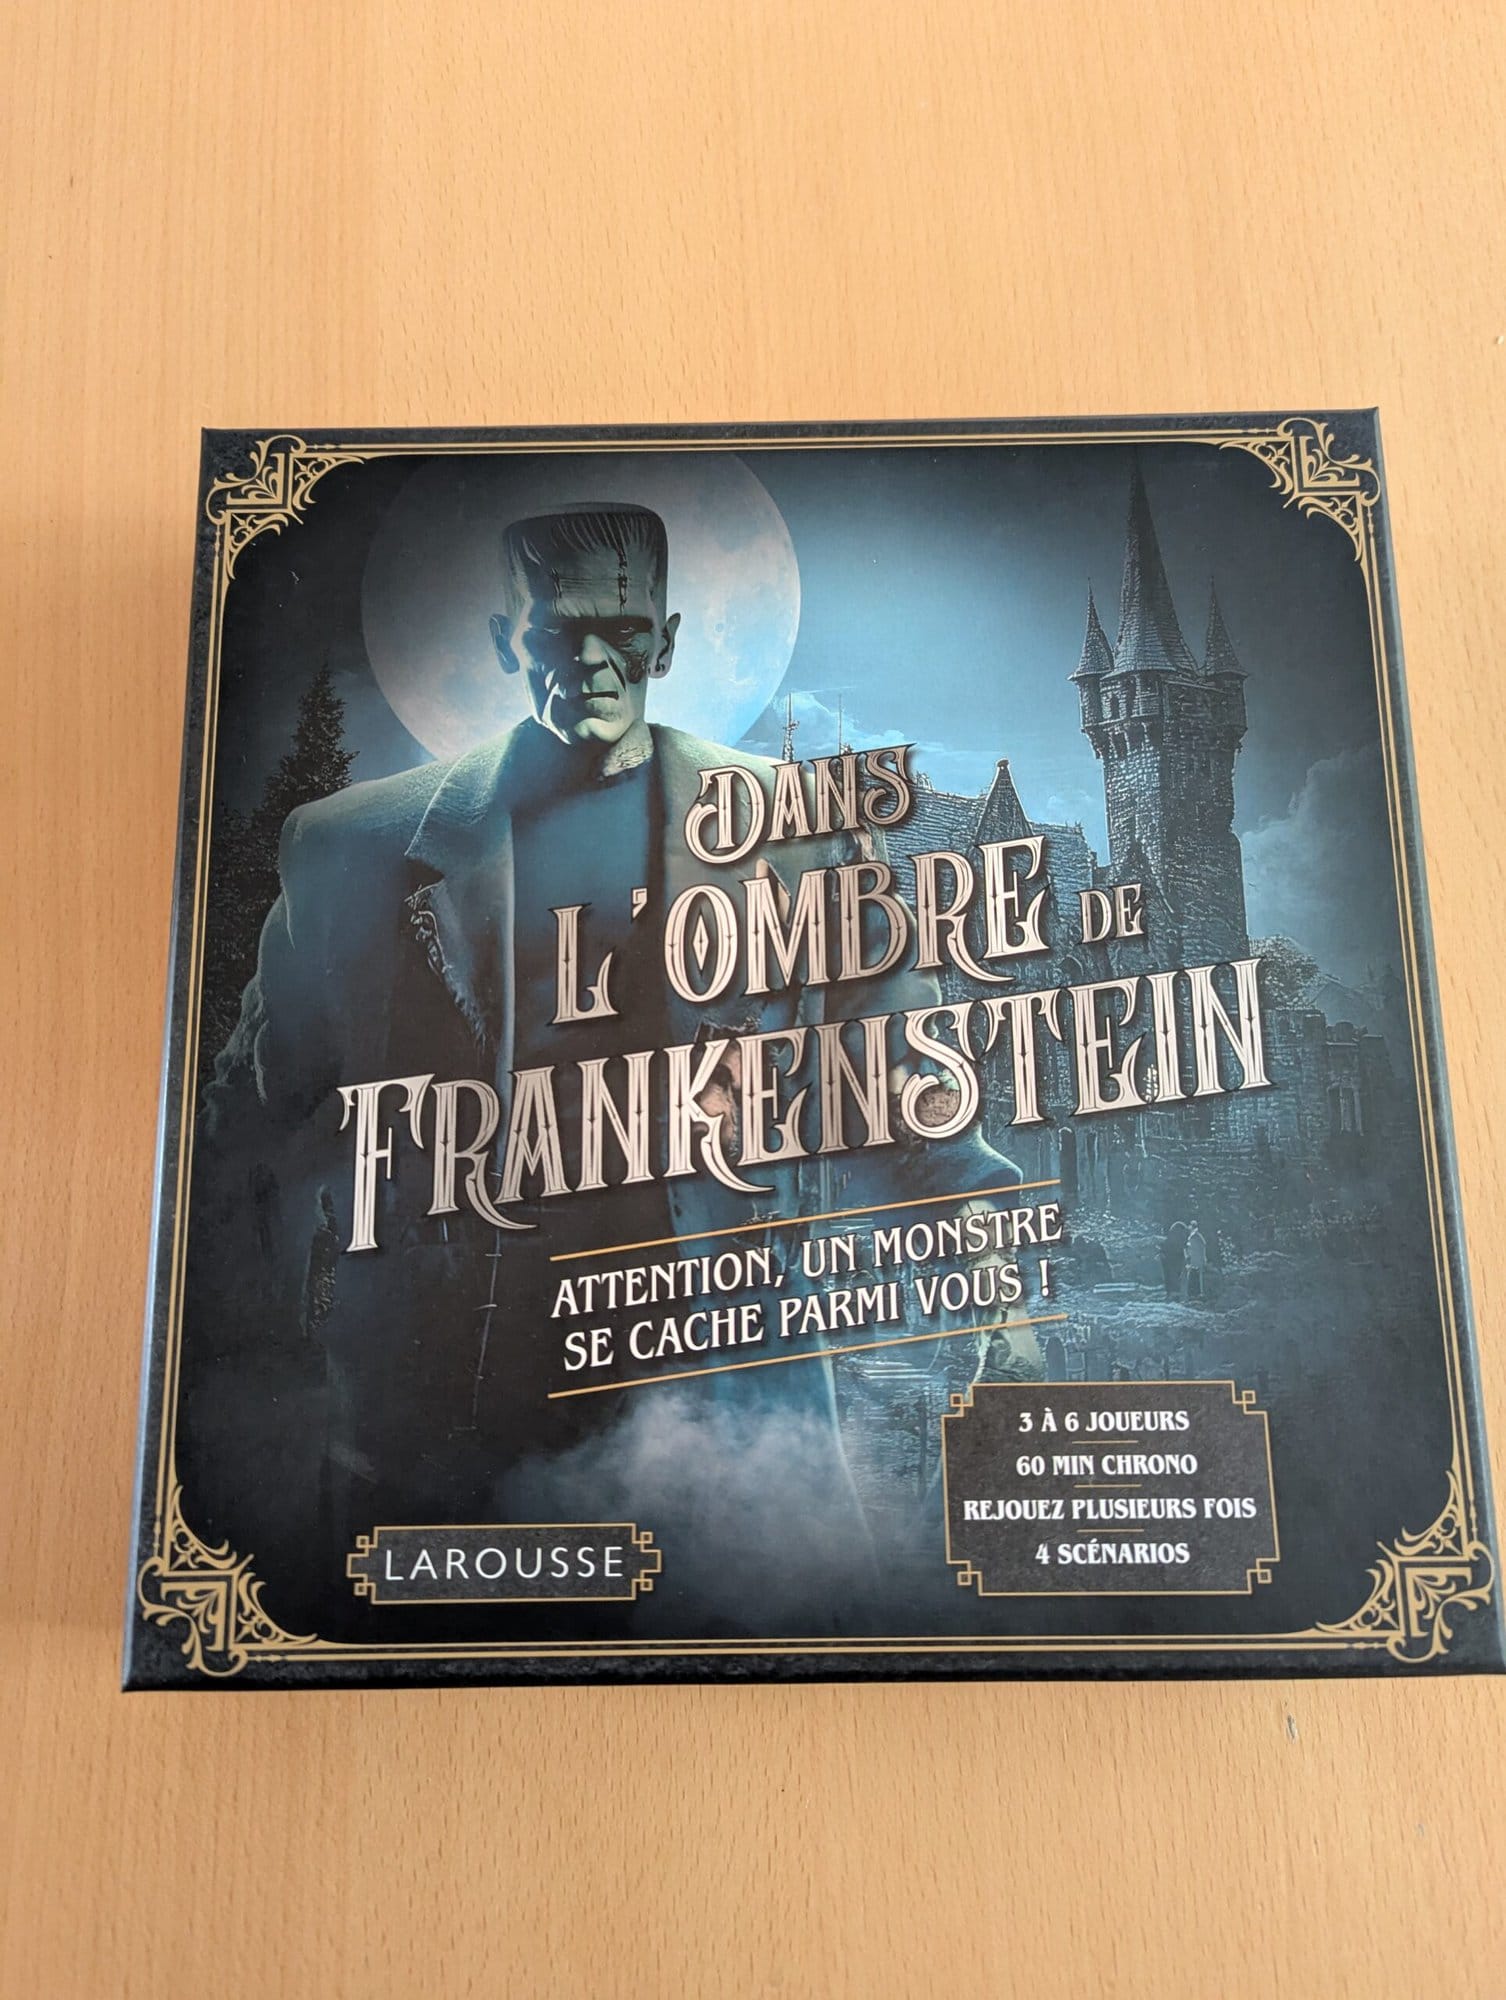 DANS
L'OMBRE DE
FRANKENSTEIN
ATTENTION, UN MONSTRE
SE CACHE PARMI VOUS !
3 À 6 JOUEURS
60 MIN CHRONO
REJOUEZ PLUSIEURS FOIS
4 SCÉNARIOS
LAROUSSE